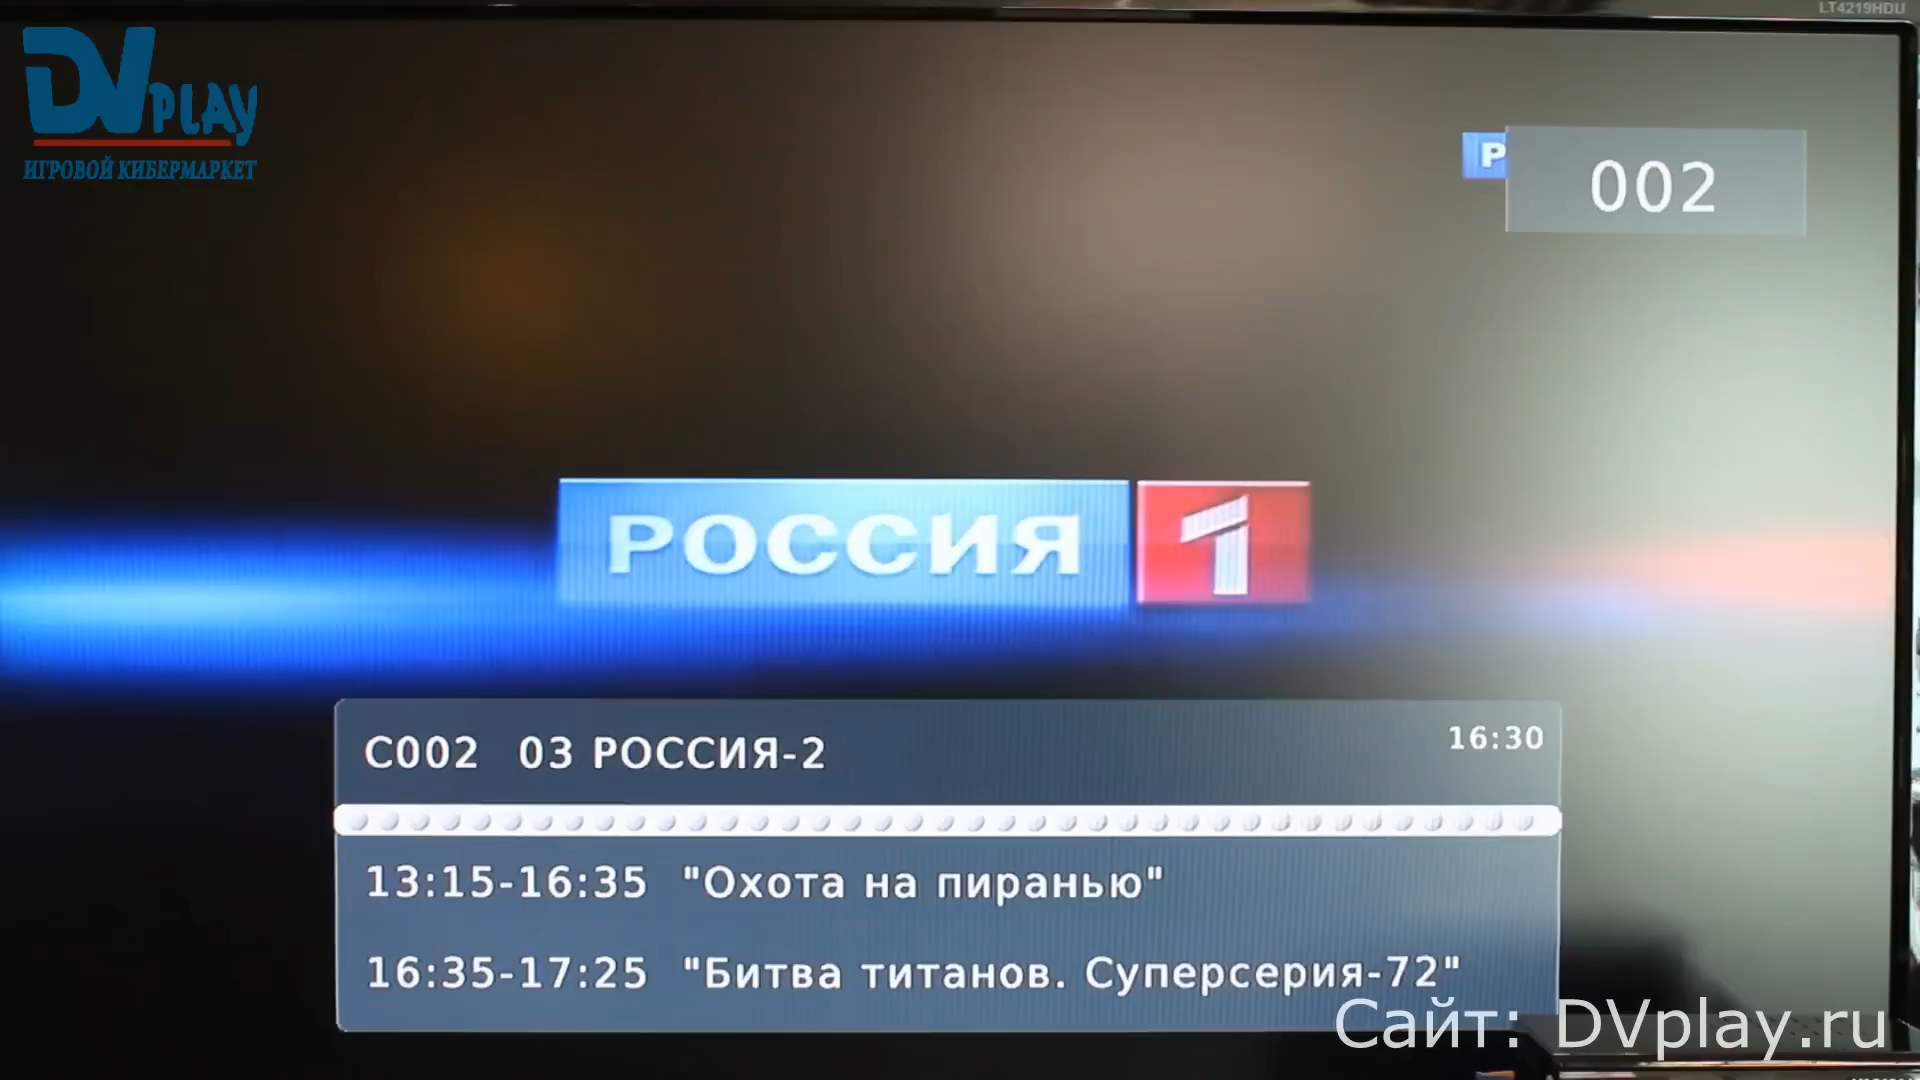 LT4219HDU
DVPLAY
ИГРОВОЙ КИБЕРМАРКЕТ
Р
002
РОССИЯ 1
C002 03 РОССИЯ-2
16:30
13:15-16:35 "Охота на пиранью"
16:35-17:25 "Битва титанов. Суперсерия-72"
Сайт: DVplay.ru